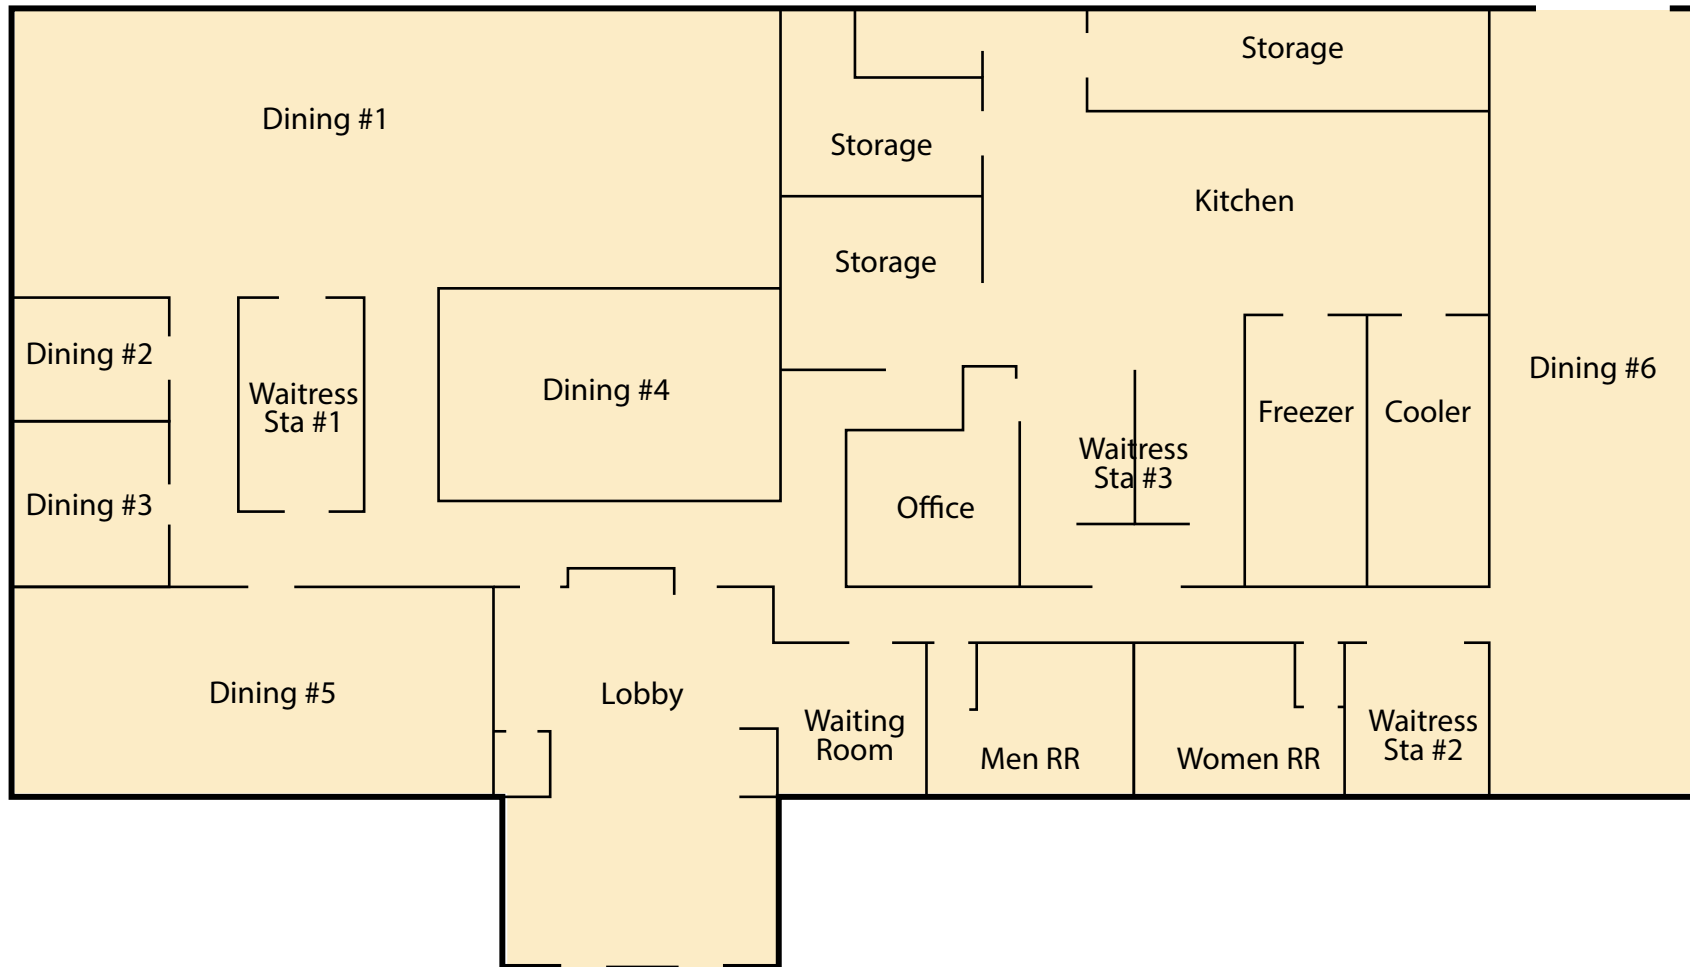 Storage
Dining #1
Storage
Kitchen
Storage
Dining #2
Dining #6
Dining #4
Waitress
Sta #1
Freezer
Cooler
Waitress
Sta #3
Dining #3
Office
Dining #5
Lobby
Waiting
Room
Men RR
Women RR
Waitress
Sta #2